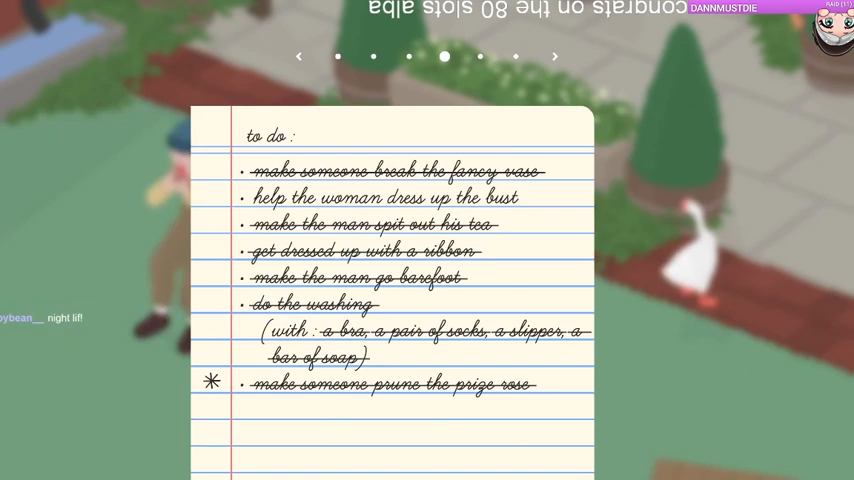 congrats on the 80 slots alba
DANNMUSTDIE
RAID (11)
to do :
• make someone break the fancy vase
• help the woman dress up the bust
• make the man spit out his tea
• get dressed up with a ribbon
• make the man go barefoot
• do the washing
(with : a bra, a pair of socks, a slipper, a
bar of soap)
* • make someone prune the prize rose
ybean__ night lif!